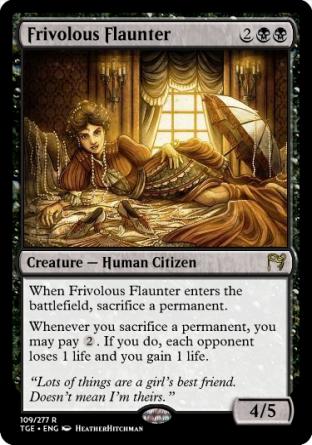 Frivolous Flaunter 2
Creature — Human Citizen
When Frivolous Flaunter enters the
battlefield, sacrifice a permanent.
Whenever you sacrifice a permanent, you
may pay 2. If you do, each opponent
loses 1 life and you gain 1 life.
“Lots of things are a girl’s best friend.
Doesn’t mean I’m theirs.”
4/5
109/277 R
TGE • ENG HeatherHitchman